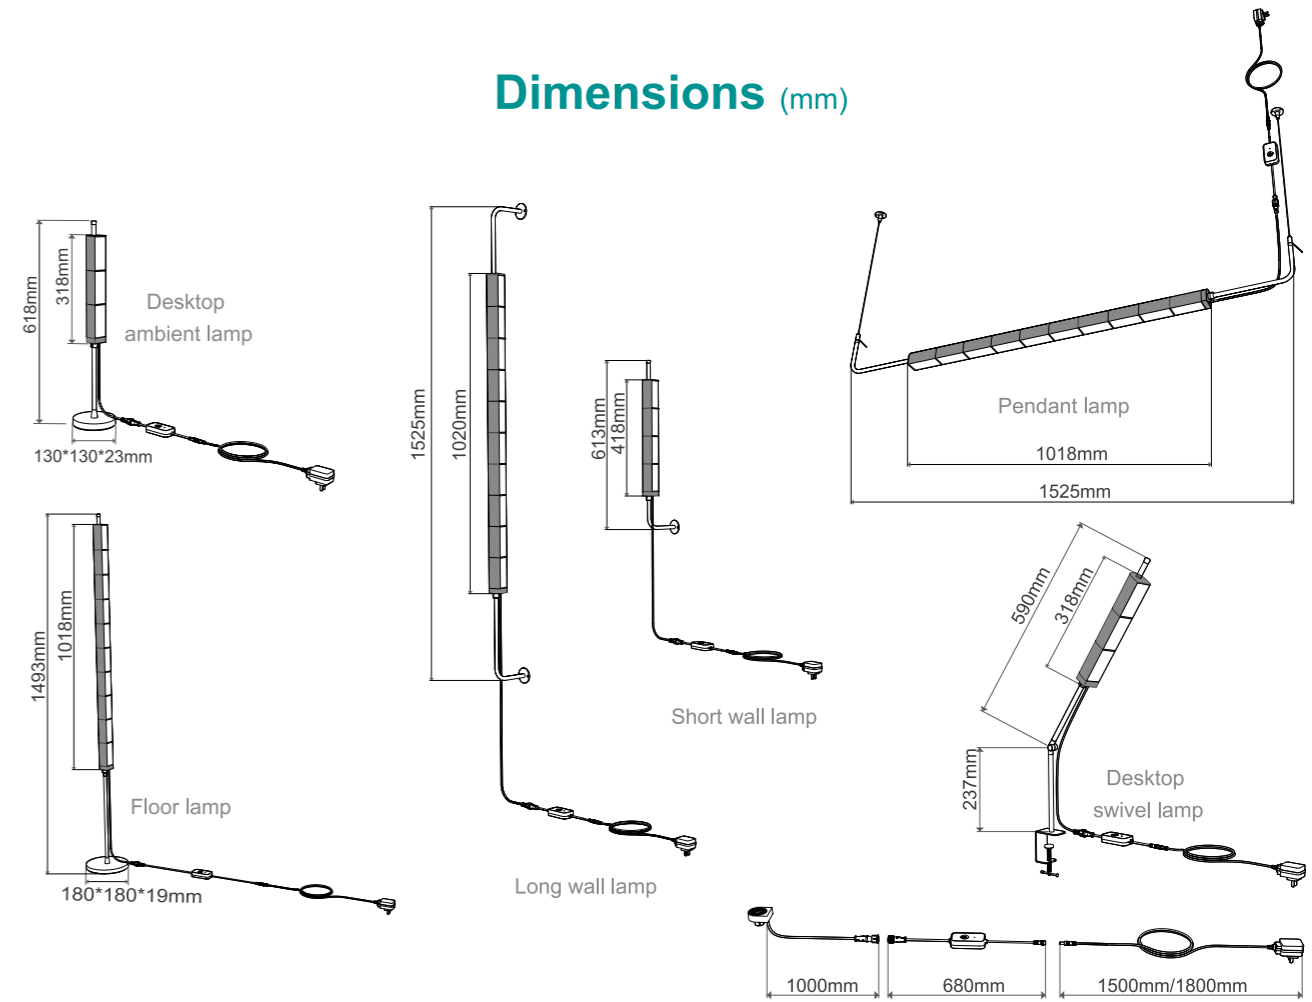 Dimensions (mm)
618mm
318mm
Desktop
ambient lamp
130*130*23mm
1493mm
1018mm
Floor lamp
180*180*19mm
1525mm
1020mm
Long wall lamp
613mm
418mm
Short wall lamp
Pendant lamp
1018mm
1525mm
590mm
318mm
237mm
Desktop
swivel lamp
1000mm
680mm
1500mm/1800mm